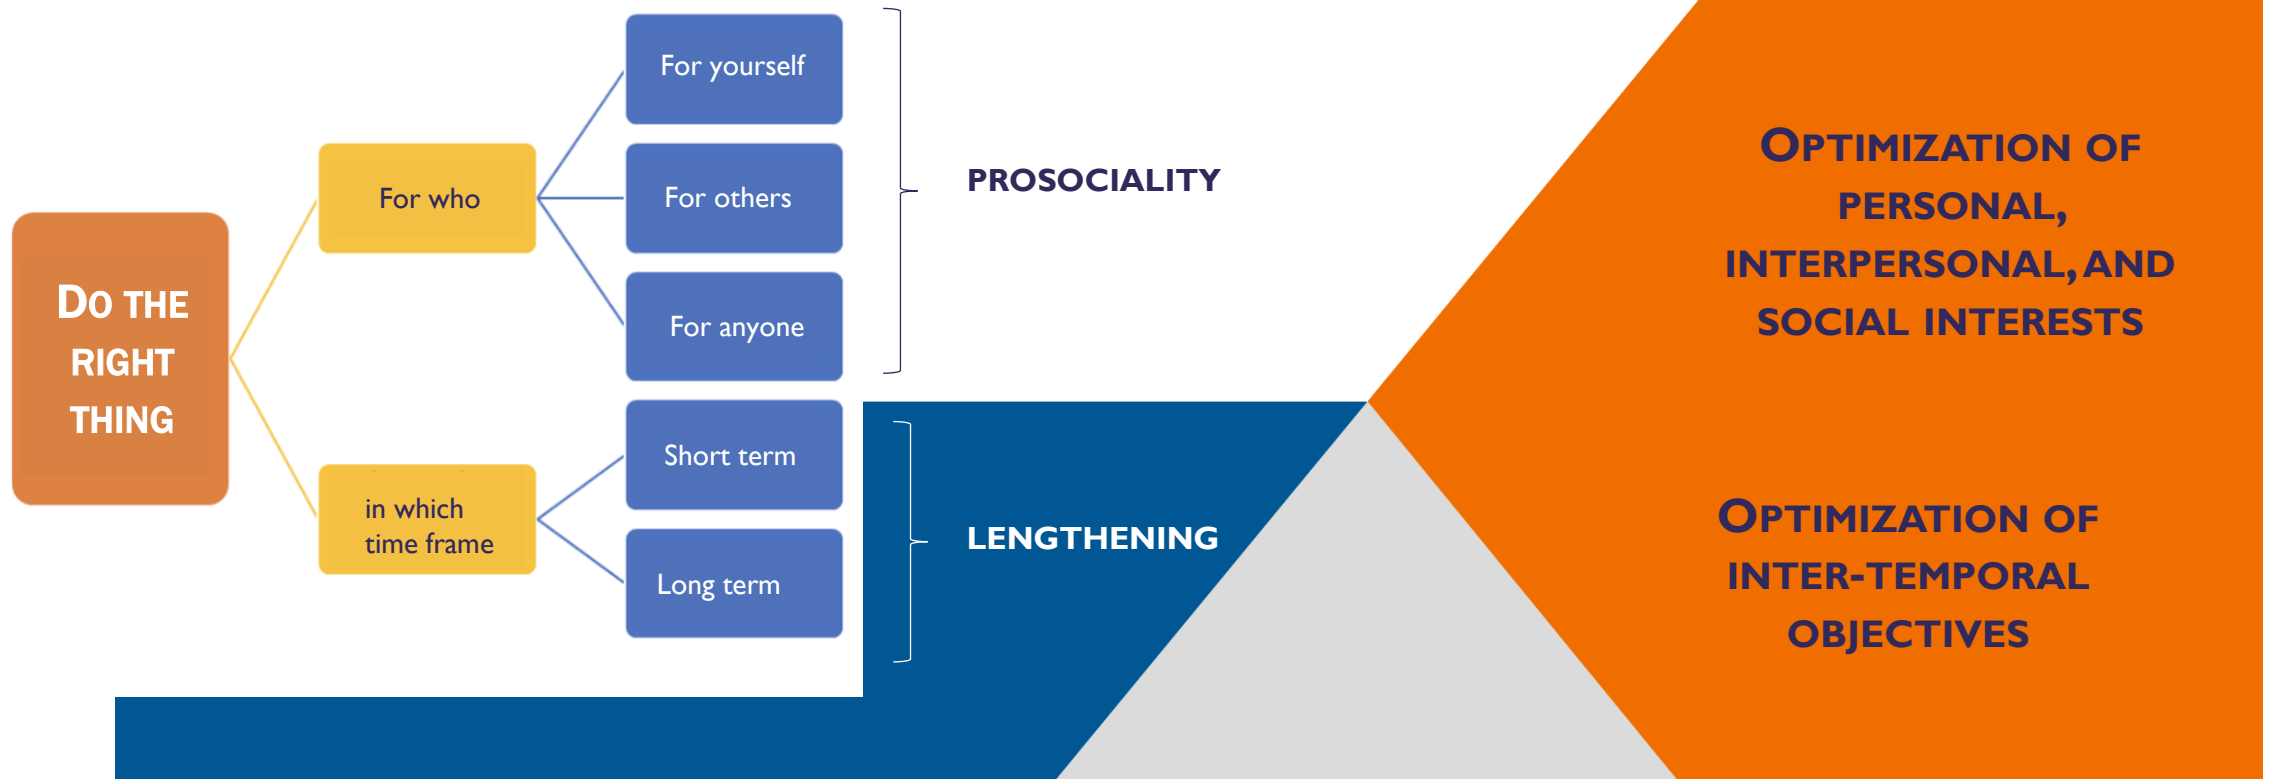 DO THE
RIGHT
THING
For who
in which
time frame
For yourself
For others
For anyone
Short term
Long term
PROSOCIALITY
LENGTHENING
OPTIMIZATION OF
PERSONAL,
INTERPERSONAL, AND
SOCIAL INTERESTS
OPTIMIZATION OF
INTER-TEMPORAL
OBJECTIVES